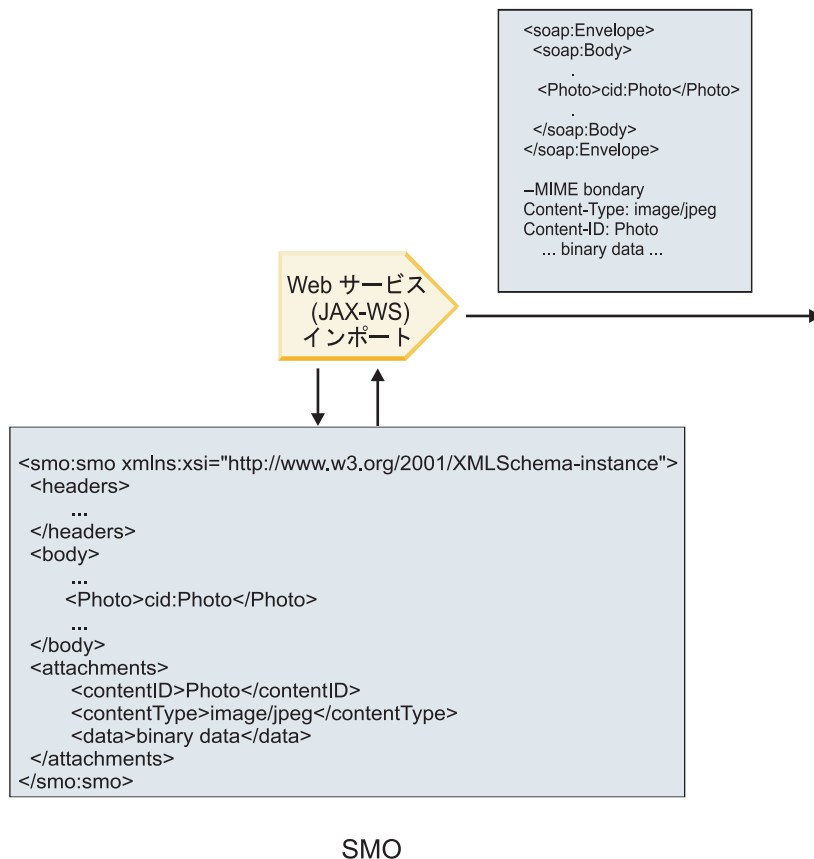 <soap:Envelope>
<soap:Body>
.
<Photo>cid:Photo</Photo>
.
</soap:Body>
</soap:Envelope>
–MIME bondary
Content-Type: image/jpeg
Content-ID: Photo
... binary data ...
Web サービス
(JAX-WS)
インポート
<smo:smo xmlns:xsi="http://www.w3.org/2001/XMLSchema-instance">
<headers>
...
</headers>
<body>
...
<Photo>cid:Photo</Photo>
...
</body>
<attachments>
<contentID>Photo</contentID>
<contentType>image/jpeg</contentType>
<data>binary data</data>
</attachments>
</smo:smo>
SMO